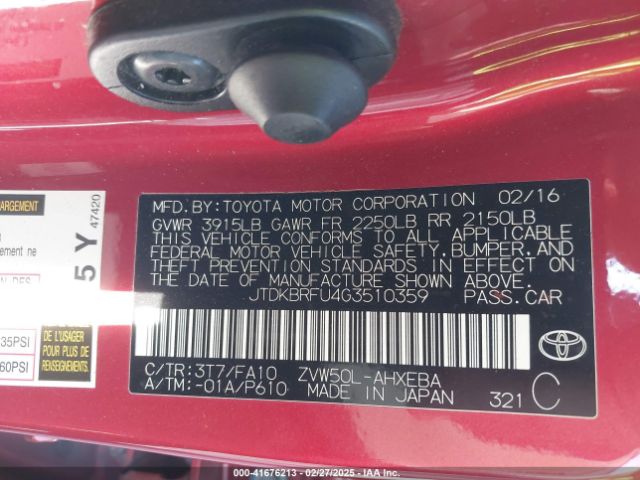 ARGEMENT
ement ne
N DES
35PSI
60PSI
DE L'USAGER
POUR PLUS DE
RENSEIGNEMENTS.
5 Y
47420
MFD. BY: TOYOTA MOTOR CORPORATION 02/16
GVWR 3915LB GAWR FR 2250LB RR 2150LB
THIS VEHICLE CONFORMS TO ALL APPLICABLE
FEDERAL MOTOR VEHICLE SAFETY, BUMPER, AND
THEFT PREVENTION STANDARDS IN EFFECT ON
THE DATE OF MANUFACTURE SHOWN ABOVE.
JTDKBRFU4G3510359 PASS. CAR
C/TR: 3T7/FA10 ZVW50L-AHXEBA
A/TM: -01A/P610 MADE IN JAPAN 321 C
TOYOTA
000-41676213 - 02/27/2025 - IAA Inc.